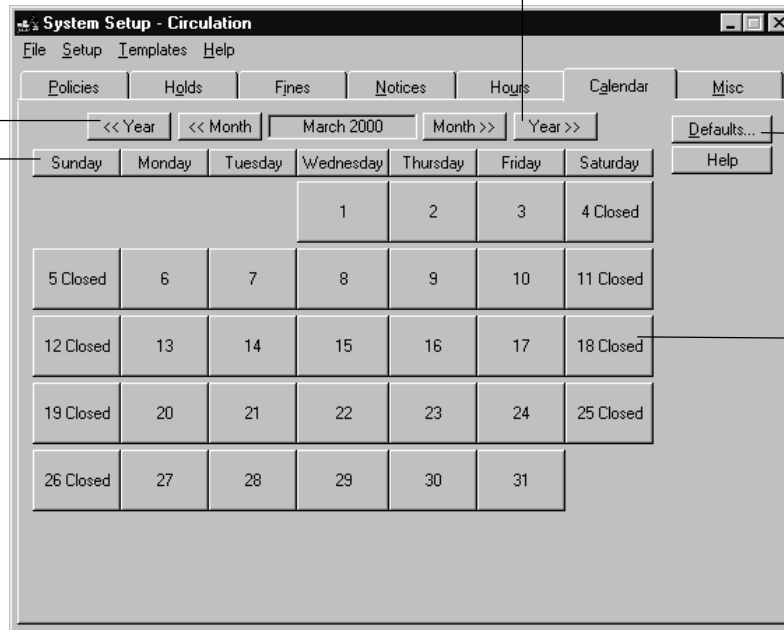 System Setup - Circulation
File Setup Templates Help
Policies Holds Fines Notices Hours Calendar Misc
<< Year << Month March 2000 Month >> Year >> Defaults...
Sunday Monday Tuesday Wednesday Thursday Friday Saturday Help
1 2 3 4 Closed
5 Closed 6 7 8 9 10 11 Closed
12 Closed 13 14 15 16 17 18 Closed
19 Closed 20 21 22 23 24 25 Closed
26 Closed 27 28 29 30 31